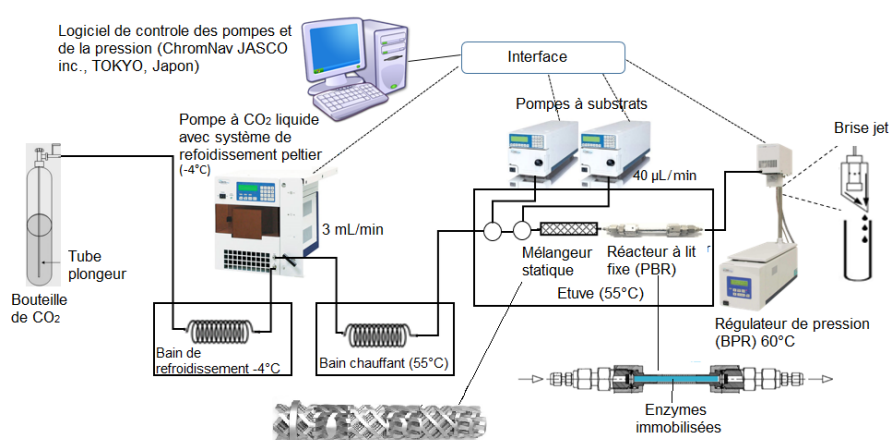 Logiciel de controle des pompes et
de la pression (ChromNav JASCO
inc., TOKYO, Japon)
Interface
Pompes à substrats
Brise jet
Pompe à CO2 liquide
avec système de
refoidissement peltier
(-4°C)
40 µL/min
3 mL/min
Tube
plongeur
Mélangeur
statique
Réacteur à lit
fixe (PBR)
Etuve (55°C)
Bouteille
de CO2
Régulateur de pression
(BPR) 60°C
Bain de
refroidissement -4°C
Bain chauffant (55°C)
Enzymes
immobilisées